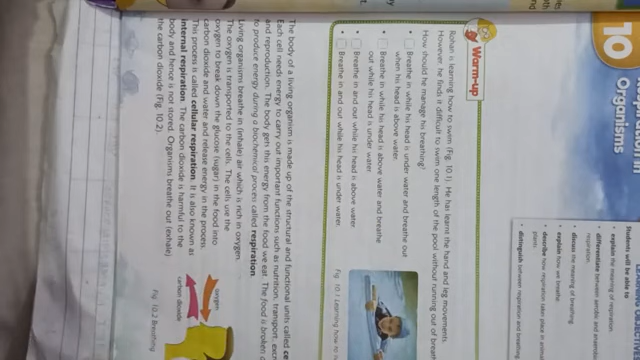 10
Respiration in
Organisms
Students will be able to
• explain the meaning of respiration.
• differentiate between aerobic and anaerobic
respiration.
• discuss the meaning of breathing.
• explain how we breathe.
• describe how respiration takes place in
plants.
• distinguish between respiration and breathing
Warm-up
Rohan is learning how to swim (Fig. 10.1). He has learnt the hand and leg movements.
However, he finds it difficult to swim one length of the pool without running out of breath.
How should he manage his breathing?
• Breathe in while his head is under water and breathe out
when his head is above water.
• Breathe in while his head is above water and breathe
out while his head is under water.
• Breathe in and out while his head is above water.
• Breathe in and out while his head is under water.
Fig. 10.1 Learning how to
The body of a living organism is made up of the structural and functional units called
Each cell needs energy to carry out important functions such as nutrition, transport,
and reproduction. The body gets this energy from the food we eat. The food is broken
to produce energy during a biochemical process called respiration.
Living organisms breathe in (inhale) air which is rich in oxygen.
The oxygen is transported to the cells. The cells use the
oxygen to break down the glucose (sugar) in the food into
carbon dioxide and water and release energy in the process.
This process is called cellular respiration. It is also known as
internal respiration. The carbon dioxide is harmful to the
body and hence is not stored. Organisms breathe out (exhale)
the carbon dioxide (Fig. 10.2).
oxygen
carbon dioxide
Fig. 10.2 Breathing